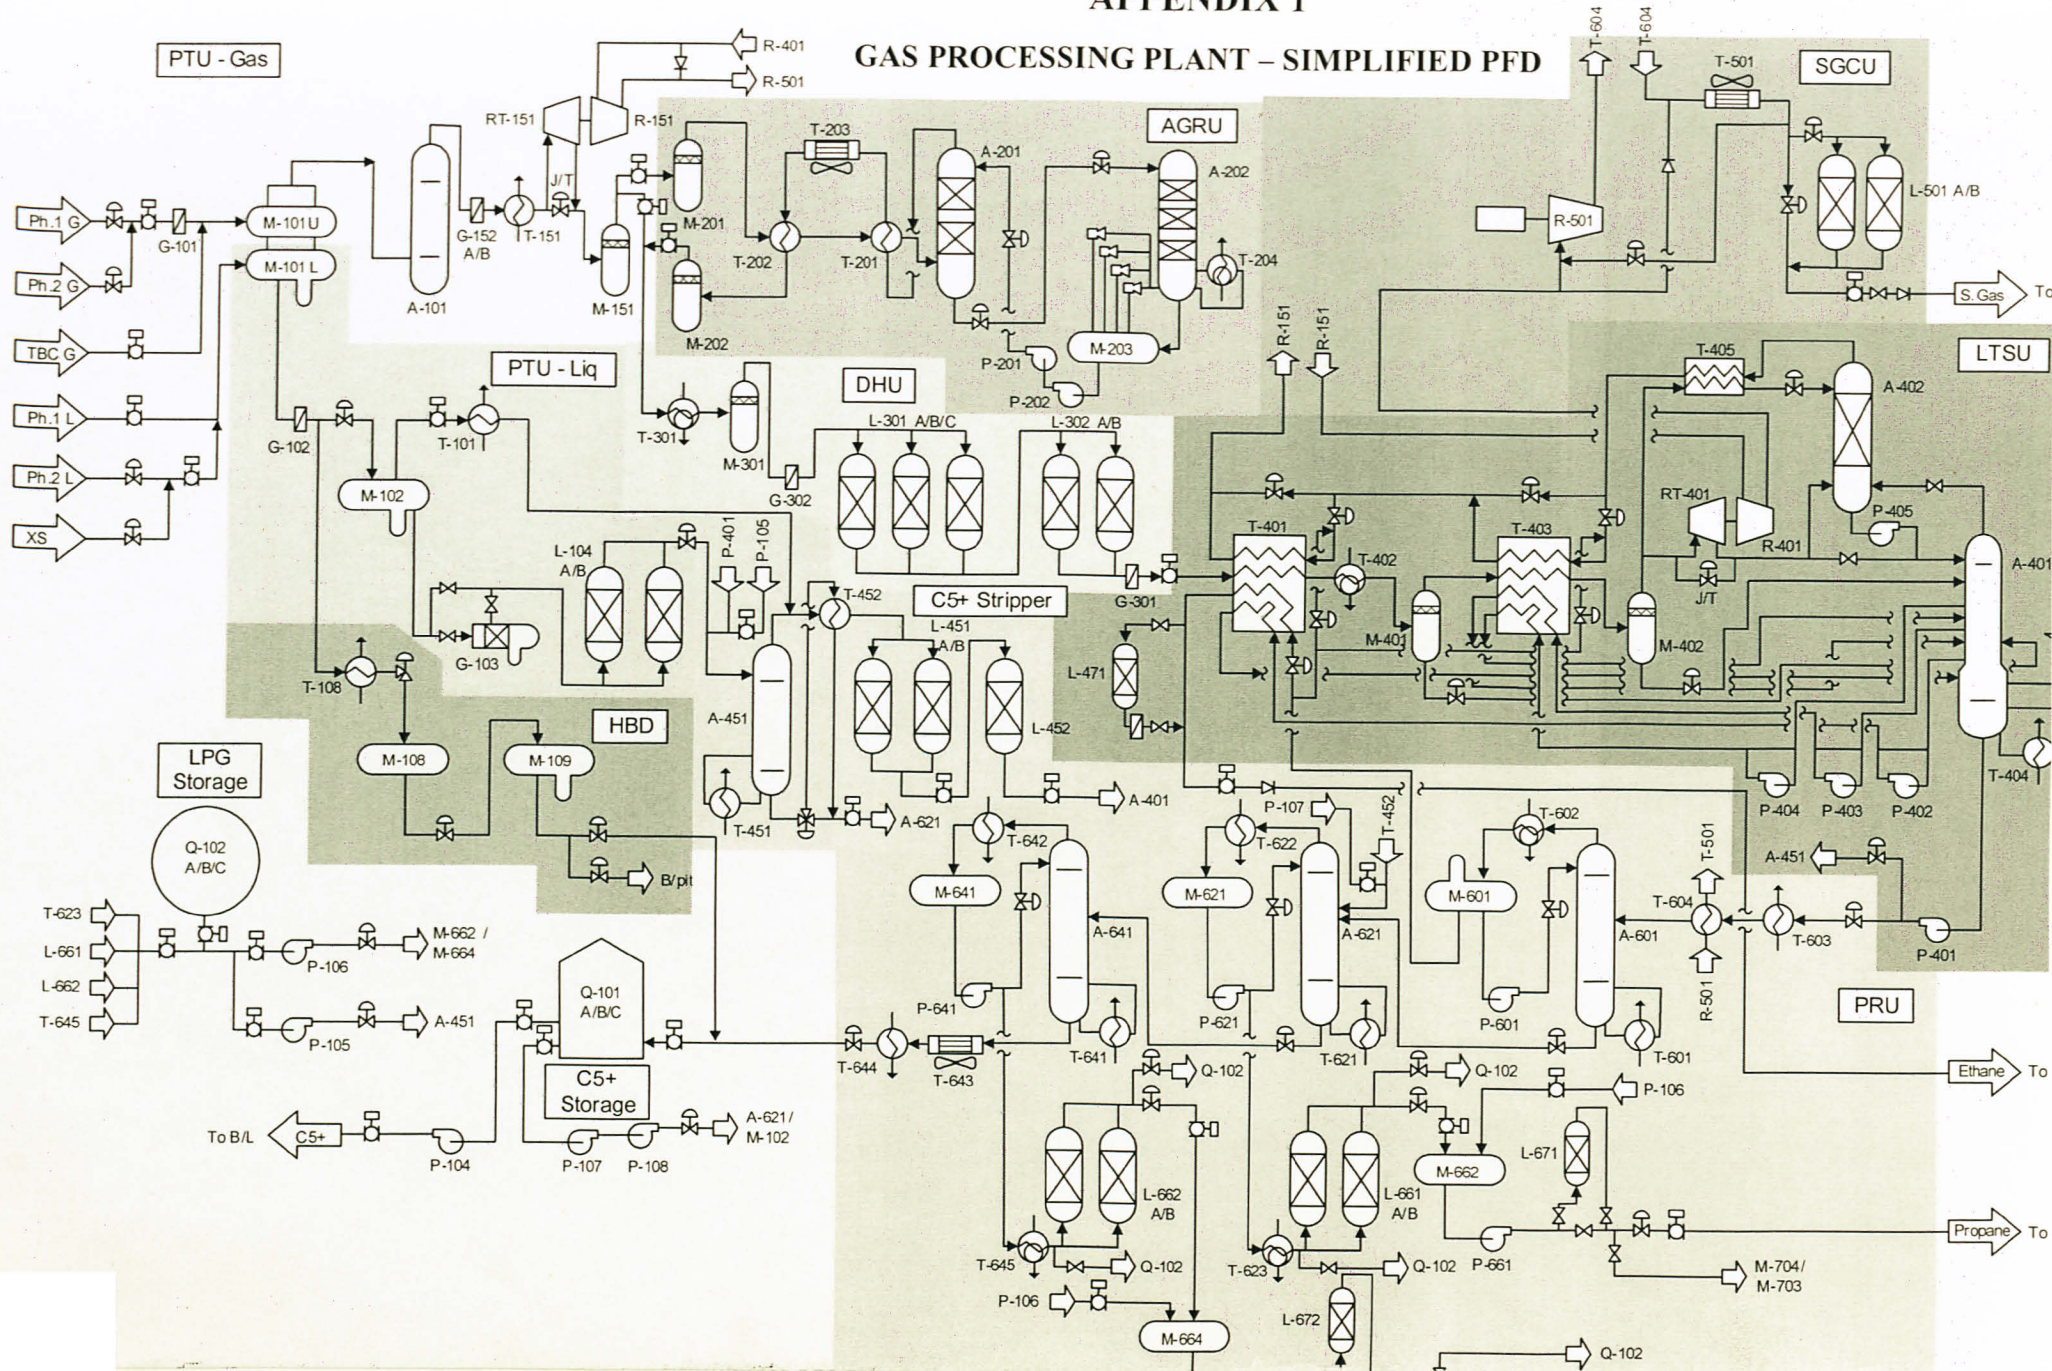 APPENDIX 1
GAS PROCESSING PLANT – SIMPLIFIED PFD
PTU - Gas
R-401
R-501
RT-151
R-151
T-203
AGRU
A-201
A-202
T-604
T-604
T-501
SGCU
L-501 A/B
R-501
S. Gas
To
Ph.1 G
G-101
M-101U
M-101 L
Ph.2 G
TBC G
Ph.1 L
Ph.2 L
XS
A-101
G-152
A/B
T-151
J/T
M-151
M-201
M-202
T-202
T-201
T-204
M-203
P-201
P-202
PTU - Liq
G-102
T-101
M-102
T-301
M-301
G-302
DHU
L-301 A/B/C
L-302 A/B
R-151
R-151
G-301
LTSU
T-405
A-402
RT-401
R-401
P-405
A-401
J/T
T-401
T-402
T-403
M-401
M-402
L-471
T-404
P-404
P-403
P-402
L-104
A/B
G-103
P-401
P-105
T-452
C5+ Stripper
L-451
A/B
L-452
A-451
T-451
A-621
A-401
T-108
HBD
M-108
M-109
B/pit
LPG
Storage
Q-102
A/B/C
T-623
L-661
L-662
T-645
M-662 /
M-664
P-106
A-451
P-105
Q-101
A/B/C
C5+
Storage
To B/L
C5+
P-104
P-107
P-108
A-621/
M-102
T-642
M-641
A-641
P-641
T-641
T-643
T-644
P-107
T-452
T-622
M-621
A-621
P-621
T-621
T-602
M-601
A-601
P-601
T-601
T-501
T-604
R-501
T-603
A-451
P-401
PRU
Ethane
To
Q-102
Q-102
P-106
L-662
A/B
L-661
A/B
M-662
L-671
T-645
Q-102
T-623
Q-102
P-661
Propane
To
M-704/
M-703
P-106
M-664
L-672
Q-102